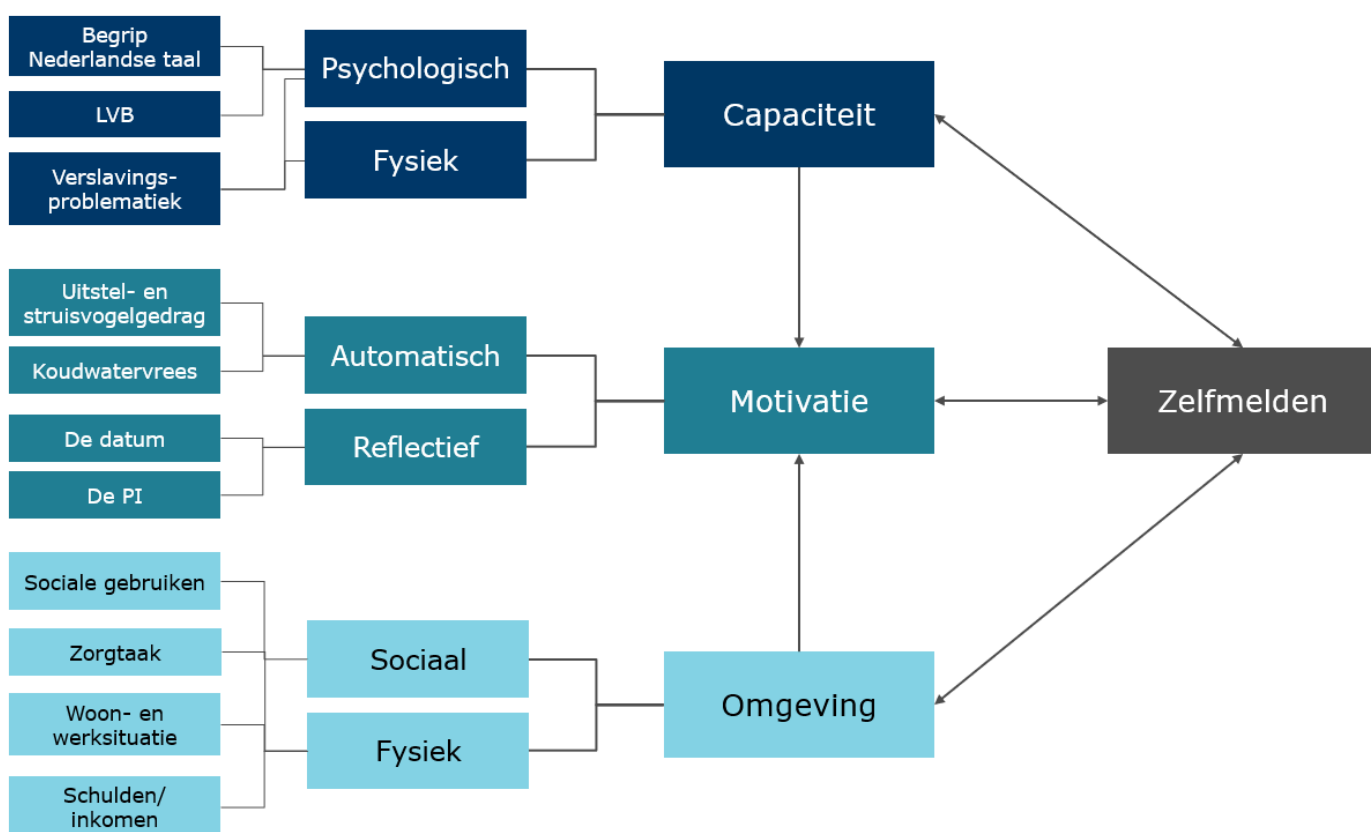 Begrip
Nederlandse taal
LVB
Verslavings-
problematiek
Psychologisch
Fysiek
Capaciteit
Uitstel- en
struisvogelgedrag
Koudwatervrees
De datum
De PI
Automatisch
Reflectief
Motivatie
Zelfmelden
Sociale gebruiken
Zorgtaak
Woon- en
werksituatie
Schulden/
inkomen
Sociaal
Fysiek
Omgeving